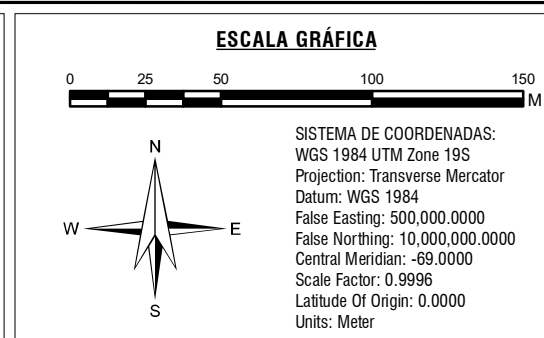 ESCALA GRÁFICA
0 25 50 100 150
M
N
W E
S
SISTEMA DE COORDENADAS:
WGS 1984 UTM Zone 19S
Projection: Transverse Mercator
Datum: WGS 1984
False Easting: 500,000.0000
False Northing: 10,000,000.0000
Central Meridian: -69.0000
Scale Factor: 0.9996
Latitude Of Origin: 0.0000
Units: Meter